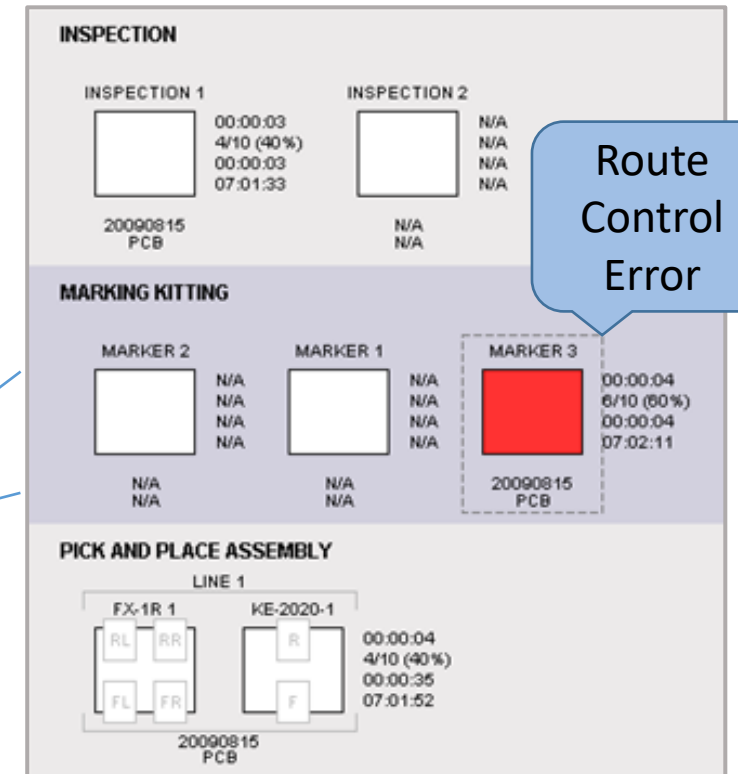 INSPECTION
INSPECTION 1
00:00:03
4/10 (40%)
00:00:03
07:01:33
20090815
PCB
INSPECTION 2
N/A
N/A
N/A
N/A
N/A
N/A
Route
Control
Error
MARKING KITTING
MARKER 2
N/A
N/A
N/A
N/A
N/A
N/A
MARKER 1
N/A
N/A
N/A
N/A
N/A
N/A
MARKER 3
00:00:04
6/10 (60%)
00:00:04
07:02:11
20090815
PCB
PICK AND PLACE ASSEMBLY
LINE 1
FX-1R 1
RL RR
FL FR
KE-2020-1
R
F
00:00:04
4/10 (40%)
00:00:35
07:01:52
20090815
PCB